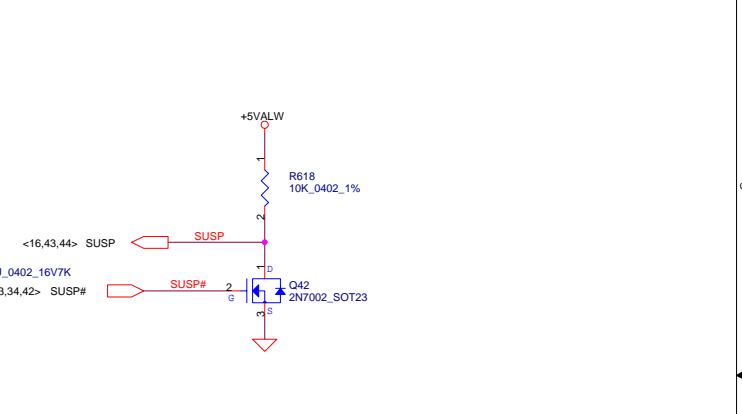 +5VALW
1
R618
10K_0402_1%
2
<16,43,44> SUSP
SUSP
1
D
U_0402_16V7K
3,34,42> SUSP#
SUSP#
2
G
Q42
2N7002_SOT23
3
S